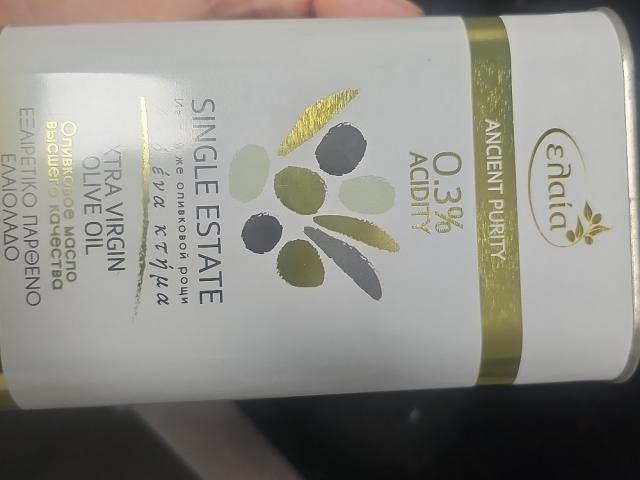 ελαία
ANCIENT PURITY
0.3%
ACIDITY
SINGLE ESTATE
оливковой рощи
ένα κτήμα
XTRA VIRGIN
OLIVE OIL
Оливковое масло
высшего качества
ΕΞΑΙΡΕΤΙΚΟ ΠΑΡΘΕΝΟ
ΕΛΑΙΟΛΑΔΟ